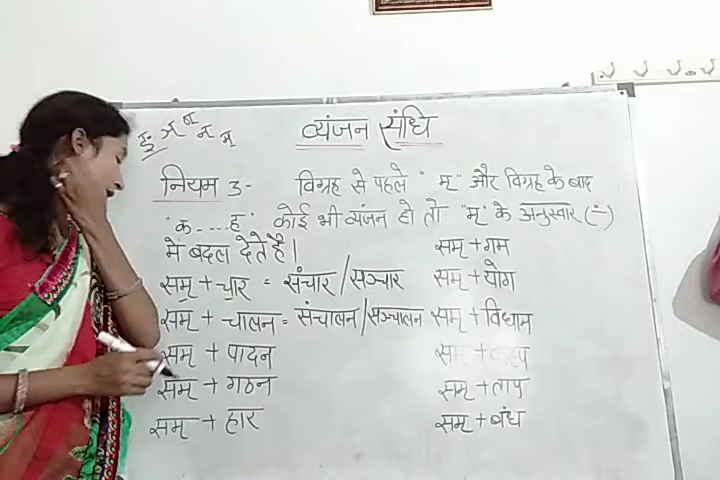 ङ ञ ण न म्
व्यंजन संधि
नियम 3- विग्रह से पहले "म्" और विग्रह के बाद
"क....ह" कोई भी व्यंजन हो तो "म्" के अनुस्वार (-ं)
में बदल देते है।
सम् + चार = संचार / सञ्चार
सम् + चालन = संचालन / सञ्चालन
सम् + पादन
सम् + गठन
सम् + हार
सम् + गम
सम् + योग
सम् + विधान
सम् +
सम् + ताप
सम् + बंध